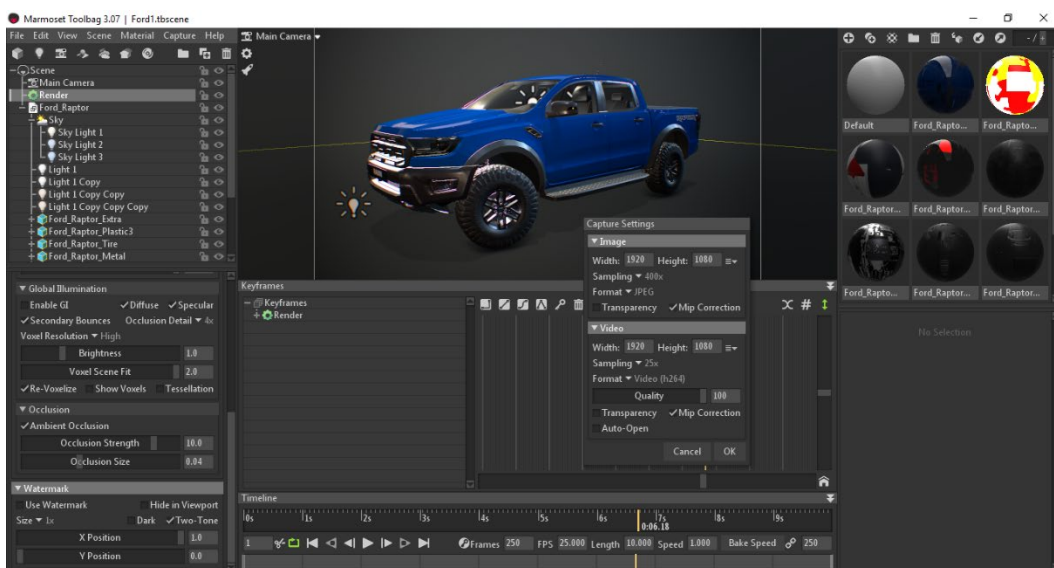 Marmoset Toolbag 3.07 | Ford1.tbscene
File Edit View Scene Material Capture Help
Main Camera
Scene
Main Camera
Render
Ford_Raptor
Sky
Sky Light 1
Sky Light 2
Sky Light 3
Light 1
Light 1 Copy
Light 1 Copy Copy
Light 1 Copy Copy Copy
Ford_Raptor_Extra
Ford_Raptor_Plastic3
Ford_Raptor_Tire
Ford_Raptor_Metal
Global Illumination
Enable GI Diffuse Specular
Secondary Bounces Occlusion Detail 4x
Voxel Resolution High
Brightness 1.0
Voxel Scene Fit 2.0
Re-Voxelize Show Voxels Tessellation
Occlusion
Ambient Occlusion
Occlusion Strength 10.0
Occlusion Size 0.04
Watermark
Use Watermark Hide in Viewport
Size 1x Dark Two-Tone
X Position 1.0
Y Position 0.0
Keyframes
Keyframes
Render
Capture Settings
Image
Width: 1920 Height: 1080
Sampling 400x
Format JPEG
Transparency Mip Correction
Video
Width: 1920 Height: 1080
Sampling 25x
Format Video (h264)
Quality 100
Transparency Mip Correction
Auto-Open
Cancel OK
Timeline
0s 1s 2s 3s 4s 5s 6s 7s 8s 9s
0:06.18
1 Frames 250 FPS 25.000 Length 10.000 Speed 1.000 Bake Speed 250
Default Ford_Rapto... Ford_Rapto...
Ford_Raptor... Ford_Raptor... Ford_Raptor...
Ford_Rapto... Ford_Raptor... Ford_Raptor...
No Selection